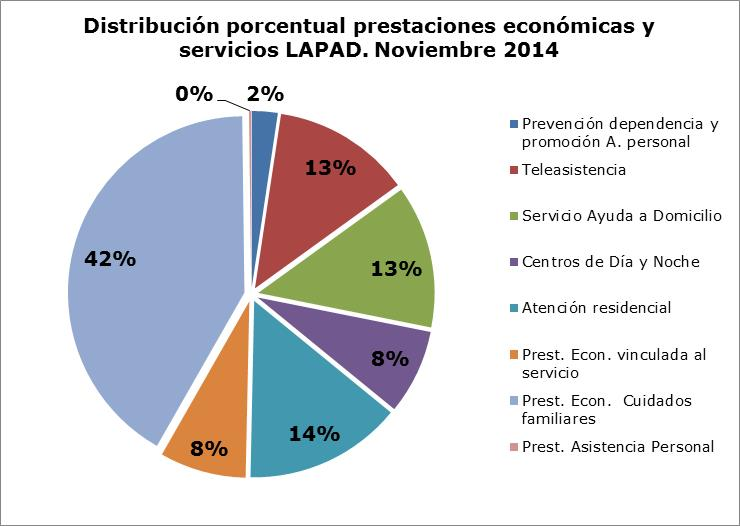 Distribución porcentual prestaciones económicas y
servicios LAPAD. Noviembre 2014
0%
2%
13%
13%
8%
14%
8%
42%
Prevención dependencia y
promoción A. personal
Teleasistencia
Servicio Ayuda a Domicilio
Centros de Día y Noche
Atención residencial
Prest. Econ. vinculada al
servicio
Prest. Econ.  Cuidados
familiares
Prest. Asistencia Personal